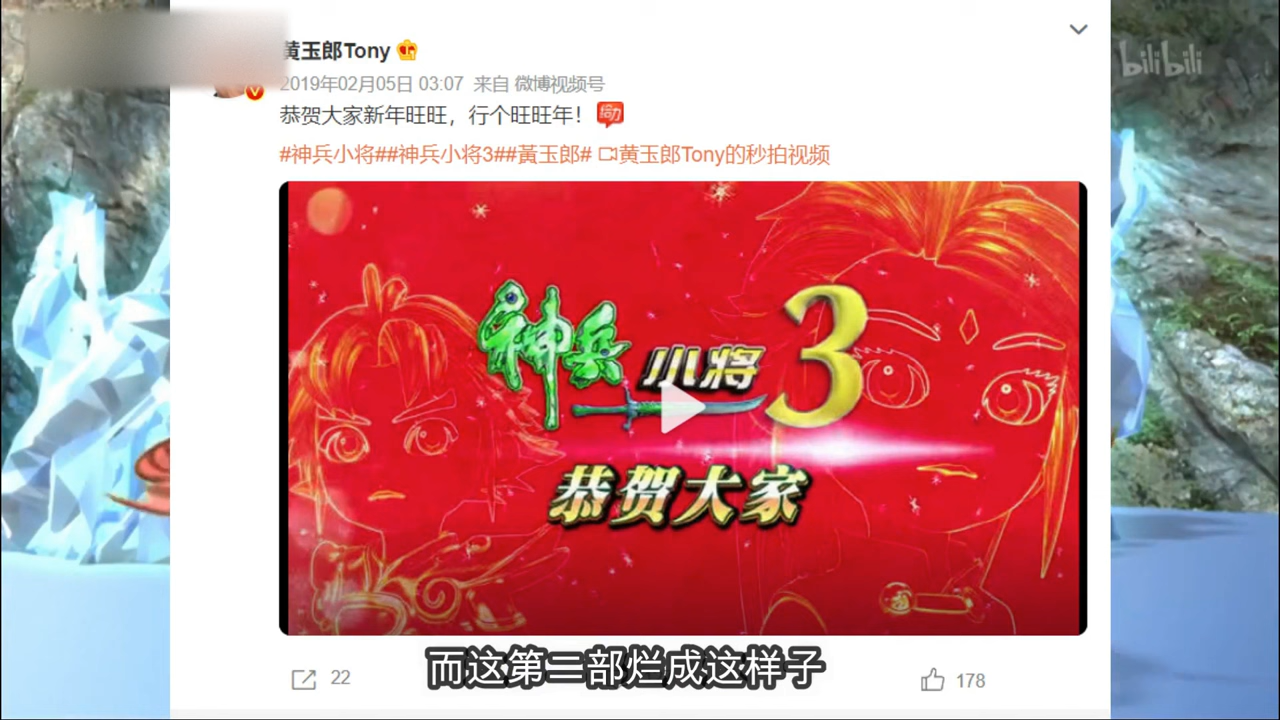 黄玉郎Tony
bilibili
2019年02月05日 03:07 来自 微博视频号
恭贺大家新年旺旺，行个旺旺年！
#神兵小将##神兵小将3##黃玉郎# 黄玉郎Tony的秒拍视频
神兵小将3
恭贺大家
22
而这第二部烂成这样子
178